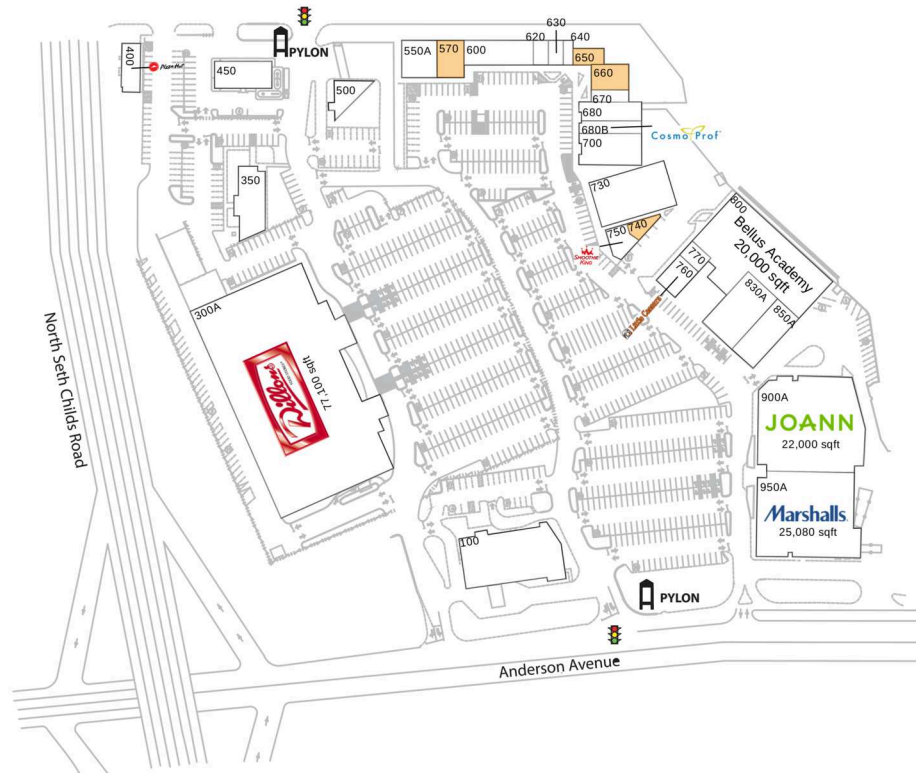 630
620
640
PYLON
550A
570
600
650
400
Pizza Hut
450
660
500
670
680
680B
Cosmo Prof
700
350
730
800
Bellus Academy
20,000 sqft
750
740
SMOOTHIE
KING
770
760
830A
850A
Little Caesars
300A
Dillons
77,100 sqft
North Seth Childs Road
900A
JOANN
22,000 sqft
950A
Marshalls
25,080 sqft
100
PYLON
Anderson Avenue